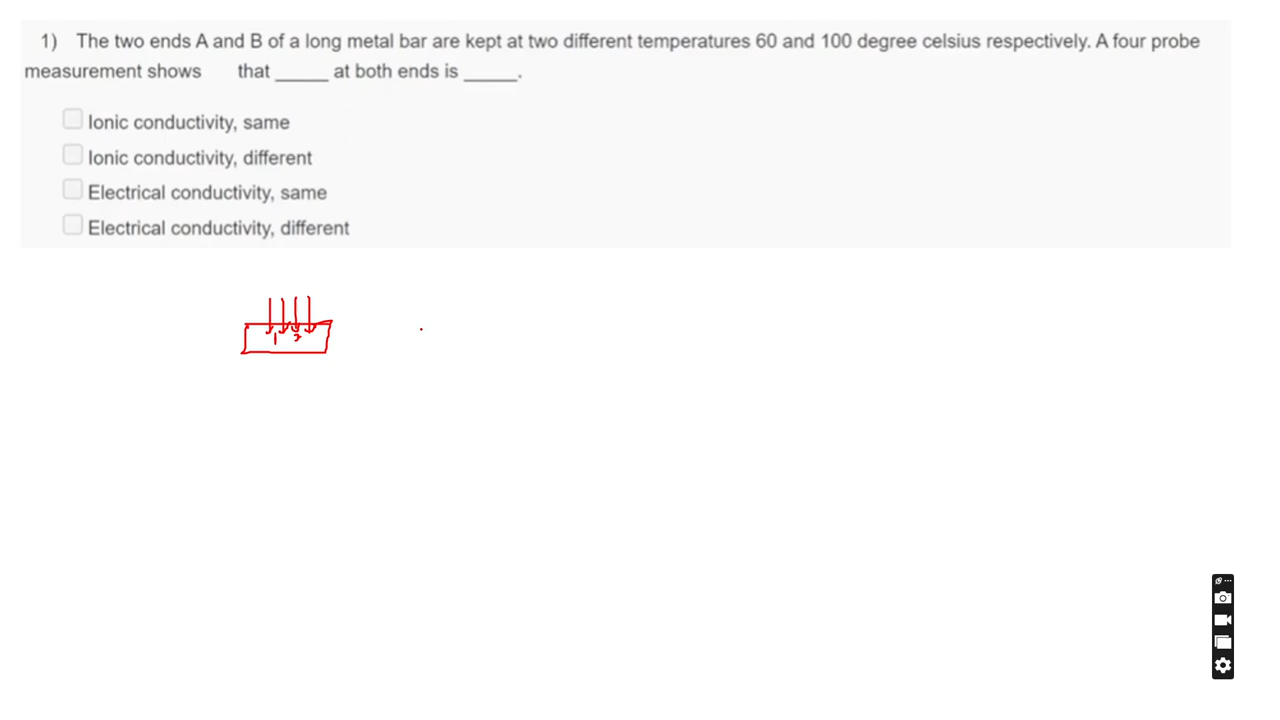 1) The two ends A and B of a long metal bar are kept at two different temperatures 60 and 100 degree celsius respectively. A four probe
measurement shows that _____ at both ends is _____.
Ionic conductivity, same
Ionic conductivity, different
Electrical conductivity, same
Electrical conductivity, different
1